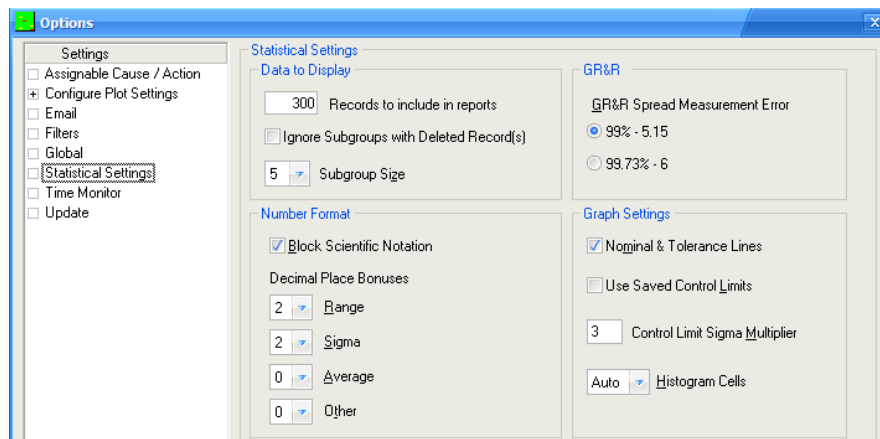 Options
Settings
Assignable Cause / Action
Configure Plot Settings
Email
Filters
Global
Statistical Settings
Time Monitor
Update
Statistical Settings
Data to Display
300 Records to include in reports
Ignore Subgroups with Deleted Record(s)
5 Subgroup Size
GR&R
GR&R Spread Measurement Error
99% - 5.15
99.73% - 6
Number Format
Block Scientific Notation
Decimal Place Bonuses
2 Range
2 Sigma
0 Average
0 Other
Graph Settings
Nominal & Tolerance Lines
Use Saved Control Limits
3 Control Limit Sigma Multiplier
Auto Histogram Cells